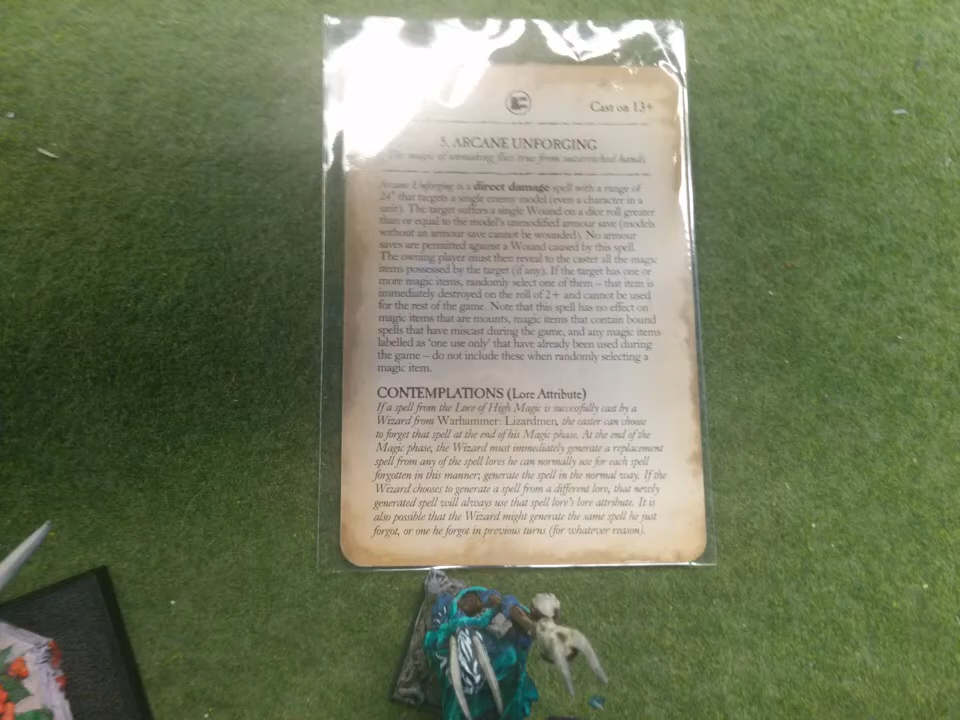 Cast on 13+
5. ARCANE UNFORGING
The magic of unmaking flies true from outstretched hands.
Arcane Unforging is a direct damage spell with a range of
24" that targets a single enemy model (even a character in a
unit). The target suffers a single Wound on a dice roll greater
than or equal to the model's unmodified armour save (models
without an armour save cannot be wounded). No armour
saves are permitted against a Wound caused by this spell.
The owning player must then reveal to the caster all the magic
items possessed by the target (if any). If the target has one or
more magic items, randomly select one of them – that item is
immediately destroyed on the roll of 2+ and cannot be used
for the rest of the game. Note that this spell has no effect on
magic items that are mounts, magic items that contain bound
spells that have miscast during the game, and any magic items
labelled as 'one use only' that have already been used during
the game – do not include these when randomly selecting a
magic item.
CONTEMPLATIONS (Lore Attribute)
If a spell from the Lore of High Magic is successfully cast by a
Wizard from Warhammer: Lizardmen, the caster can choose
to forget that spell at the end of his Magic phase. At the end of the
Magic phase, the Wizard must immediately generate a replacement
spell from any of the spell lores he can normally use for each spell
forgotten in this manner; generate the spell in the normal way. If the
Wizard chooses to generate a spell from a different lore, that newly
generated spell will always use that spell lore's lore attribute. It is
also possible that the Wizard might generate the same spell he just
forgot, or one he forgot in previous turns (for whatever reason).